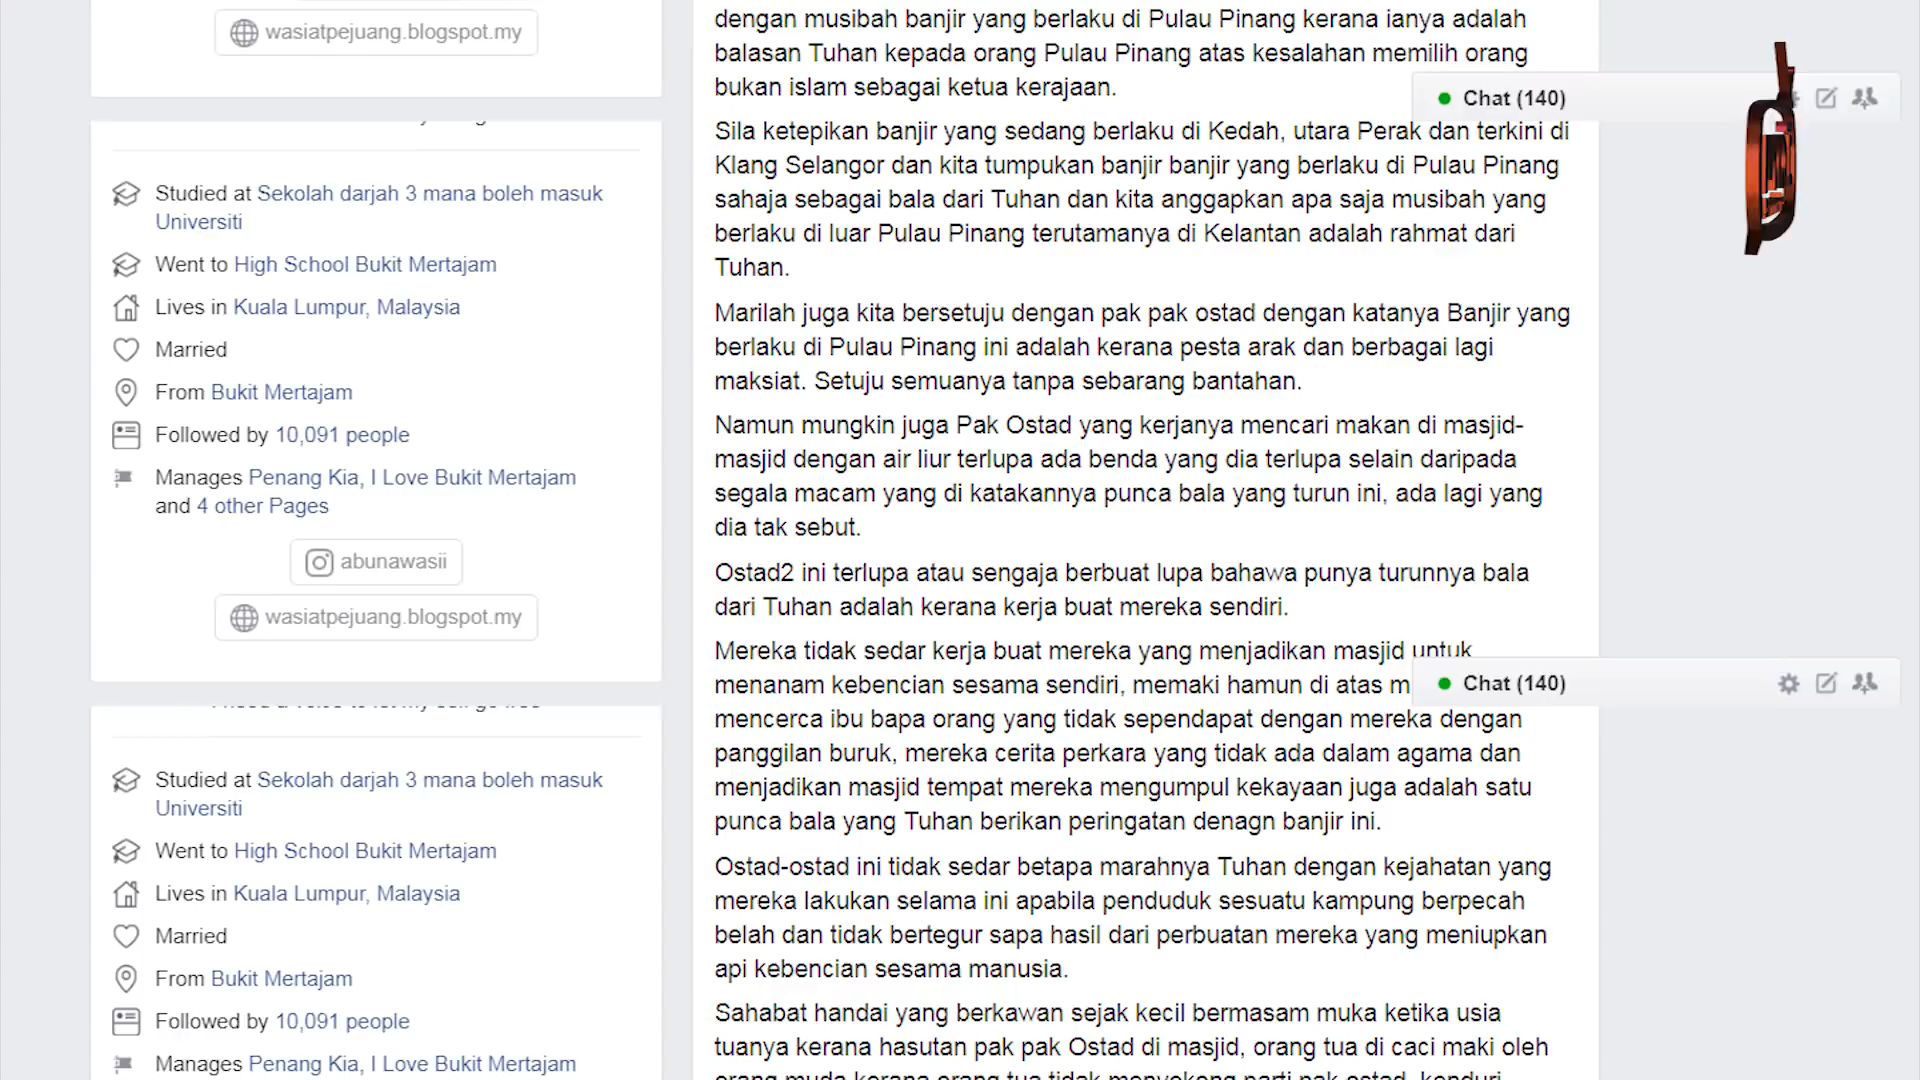 wasiatpejuang.blogspot.my
Studied at Sekolah darjah 3 mana boleh masuk
Universiti
Went to High School Bukit Mertajam
Lives in Kuala Lumpur, Malaysia
Married
From Bukit Mertajam
Followed by 10,091 people
Manages Penang Kia, I Love Bukit Mertajam
and 4 other Pages
abunawasii
wasiatpejuang.blogspot.my
Studied at Sekolah darjah 3 mana boleh masuk
Universiti
Went to High School Bukit Mertajam
Lives in Kuala Lumpur, Malaysia
Married
From Bukit Mertajam
Followed by 10,091 people
Manages Penang Kia, I Love Bukit Mertajam
dengan musibah banjir yang berlaku di Pulau Pinang kerana ianya adalah
balasan Tuhan kepada orang Pulau Pinang atas kesalahan memilih orang
bukan islam sebagai ketua kerajaan.
Sila ketepikan banjir yang sedang berlaku di Kedah, utara Perak dan terkini di
Klang Selangor dan kita tumpukan banjir banjir yang berlaku di Pulau Pinang
sahaja sebagai bala dari Tuhan dan kita anggapkan apa saja musibah yang
berlaku di luar Pulau Pinang terutamanya di Kelantan adalah rahmat dari
Tuhan.
Marilah juga kita bersetuju dengan pak pak ostad dengan katanya Banjir yang
berlaku di Pulau Pinang ini adalah kerana pesta arak dan berbagai lagi
maksiat. Setuju semuanya tanpa sebarang bantahan.
Namun mungkin juga Pak Ostad yang kerjanya mencari makan di masjid-
masjid dengan air liur terlupa ada benda yang dia terlupa selain daripada
segala macam yang di katakannya punca bala yang turun ini, ada lagi yang
dia tak sebut.
Ostad2 ini terlupa atau sengaja berbuat lupa bahawa punya turunnya bala
dari Tuhan adalah kerana kerja buat mereka sendiri.
Mereka tidak sedar kerja buat mereka yang menjadikan masjid untuk
menanam kebencian sesama sendiri, memaki hamun di atas m
mencerca ibu bapa orang yang tidak sependapat dengan mereka dengan
panggilan buruk, mereka cerita perkara yang tidak ada dalam agama dan
menjadikan masjid tempat mereka mengumpul kekayaan juga adalah satu
punca bala yang Tuhan berikan peringatan denagn banjir ini.
Ostad-ostad ini tidak sedar betapa marahnya Tuhan dengan kejahatan yang
mereka lakukan selama ini apabila penduduk sesuatu kampung berpecah
belah dan tidak bertegur sapa hasil dari perbuatan mereka yang meniupkan
api kebencian sesama manusia.
Sahabat handai yang berkawan sejak kecil bermasam muka ketika usia
tuanya kerana hasutan pak pak Ostad di masjid, orang tua di caci maki oleh
orang muda kerana orang tua tidak menyokong parti pak ostad, kenduri
Chat (140)
Chat (140)